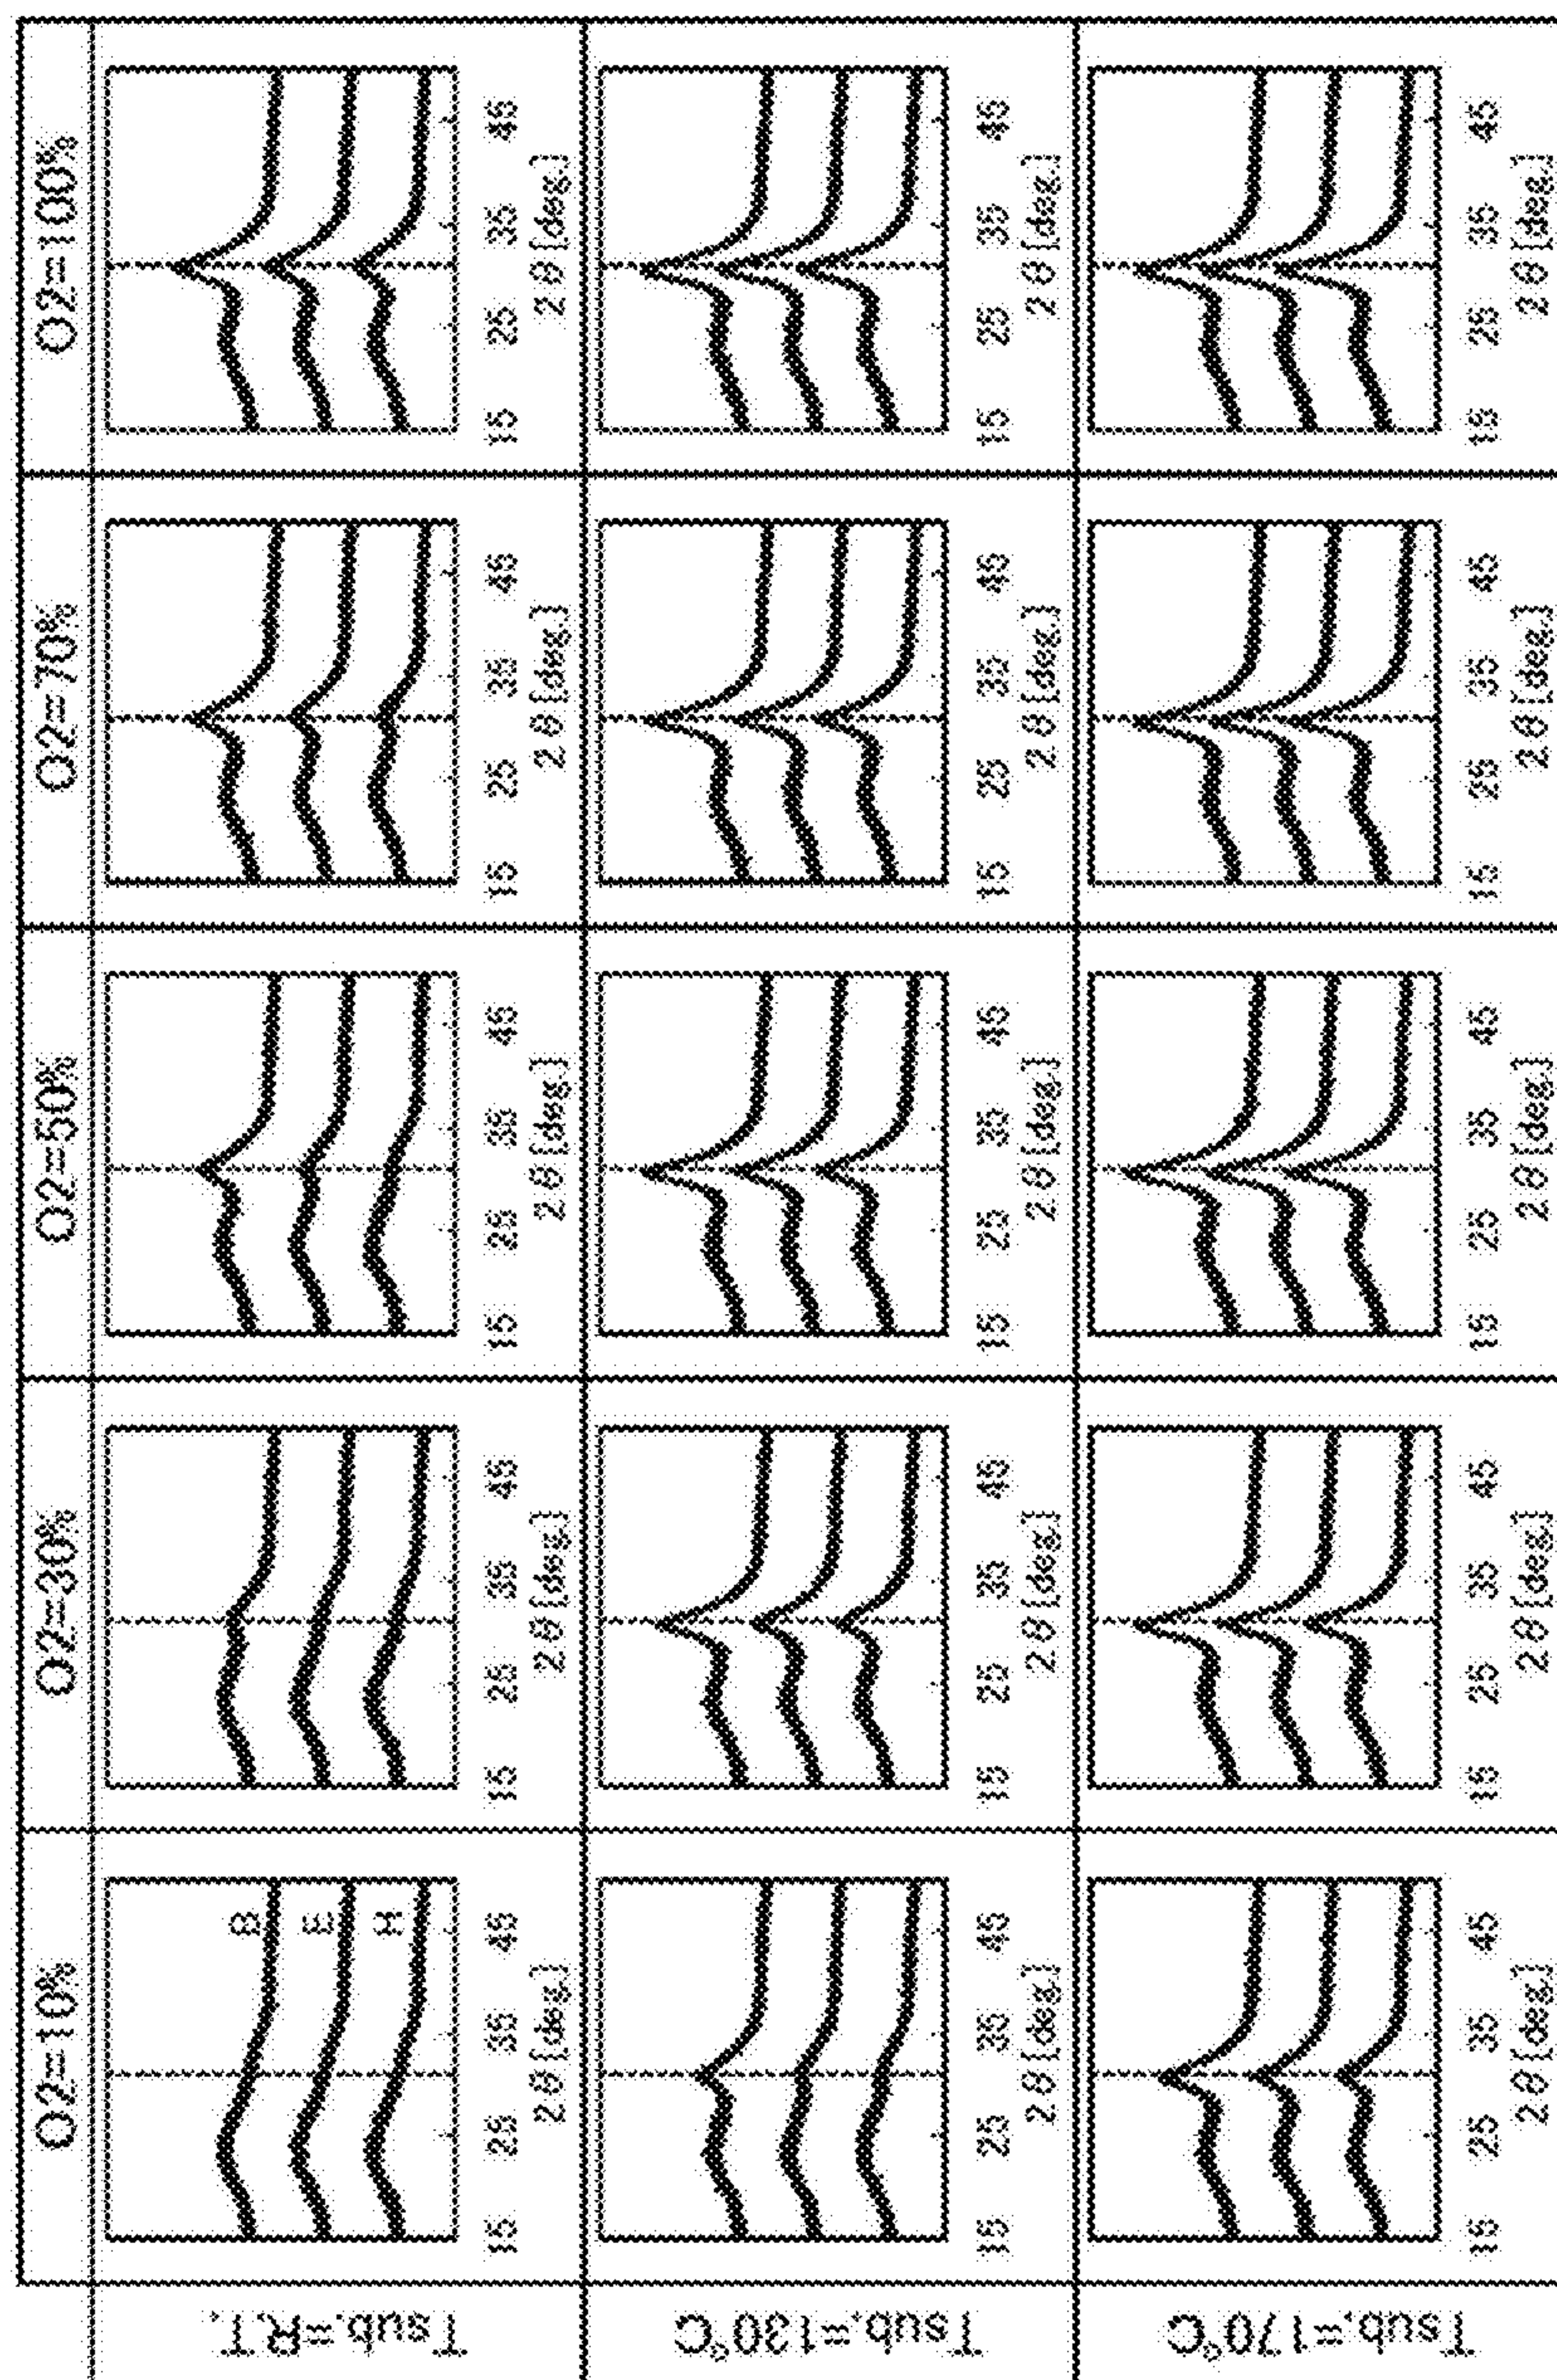 O2=10% O2=30% O2=50% O2=70% O2=100%
Tsub.=R.T.
B
E
H
15 25 35 45 15 25 35 45 15 25 35 45 15 25 35 45 15 25 35 45
2θ[deg.] 2θ[deg.] 2θ[deg.] 2θ[deg.] 2θ[deg.]
Tsub.=130°C
15 25 35 45 15 25 35 45 15 25 35 45 15 25 35 45 15 25 35 45
2θ[deg.] 2θ[deg.] 2θ[deg.] 2θ[deg.] 2θ[deg.]
Tsub.=170°C
15 25 35 45 15 25 35 45 15 25 35 45 15 25 35 45 15 25 35 45
2θ[deg.] 2θ[deg.] 2θ[deg.] 2θ[deg.] 2θ[deg.]